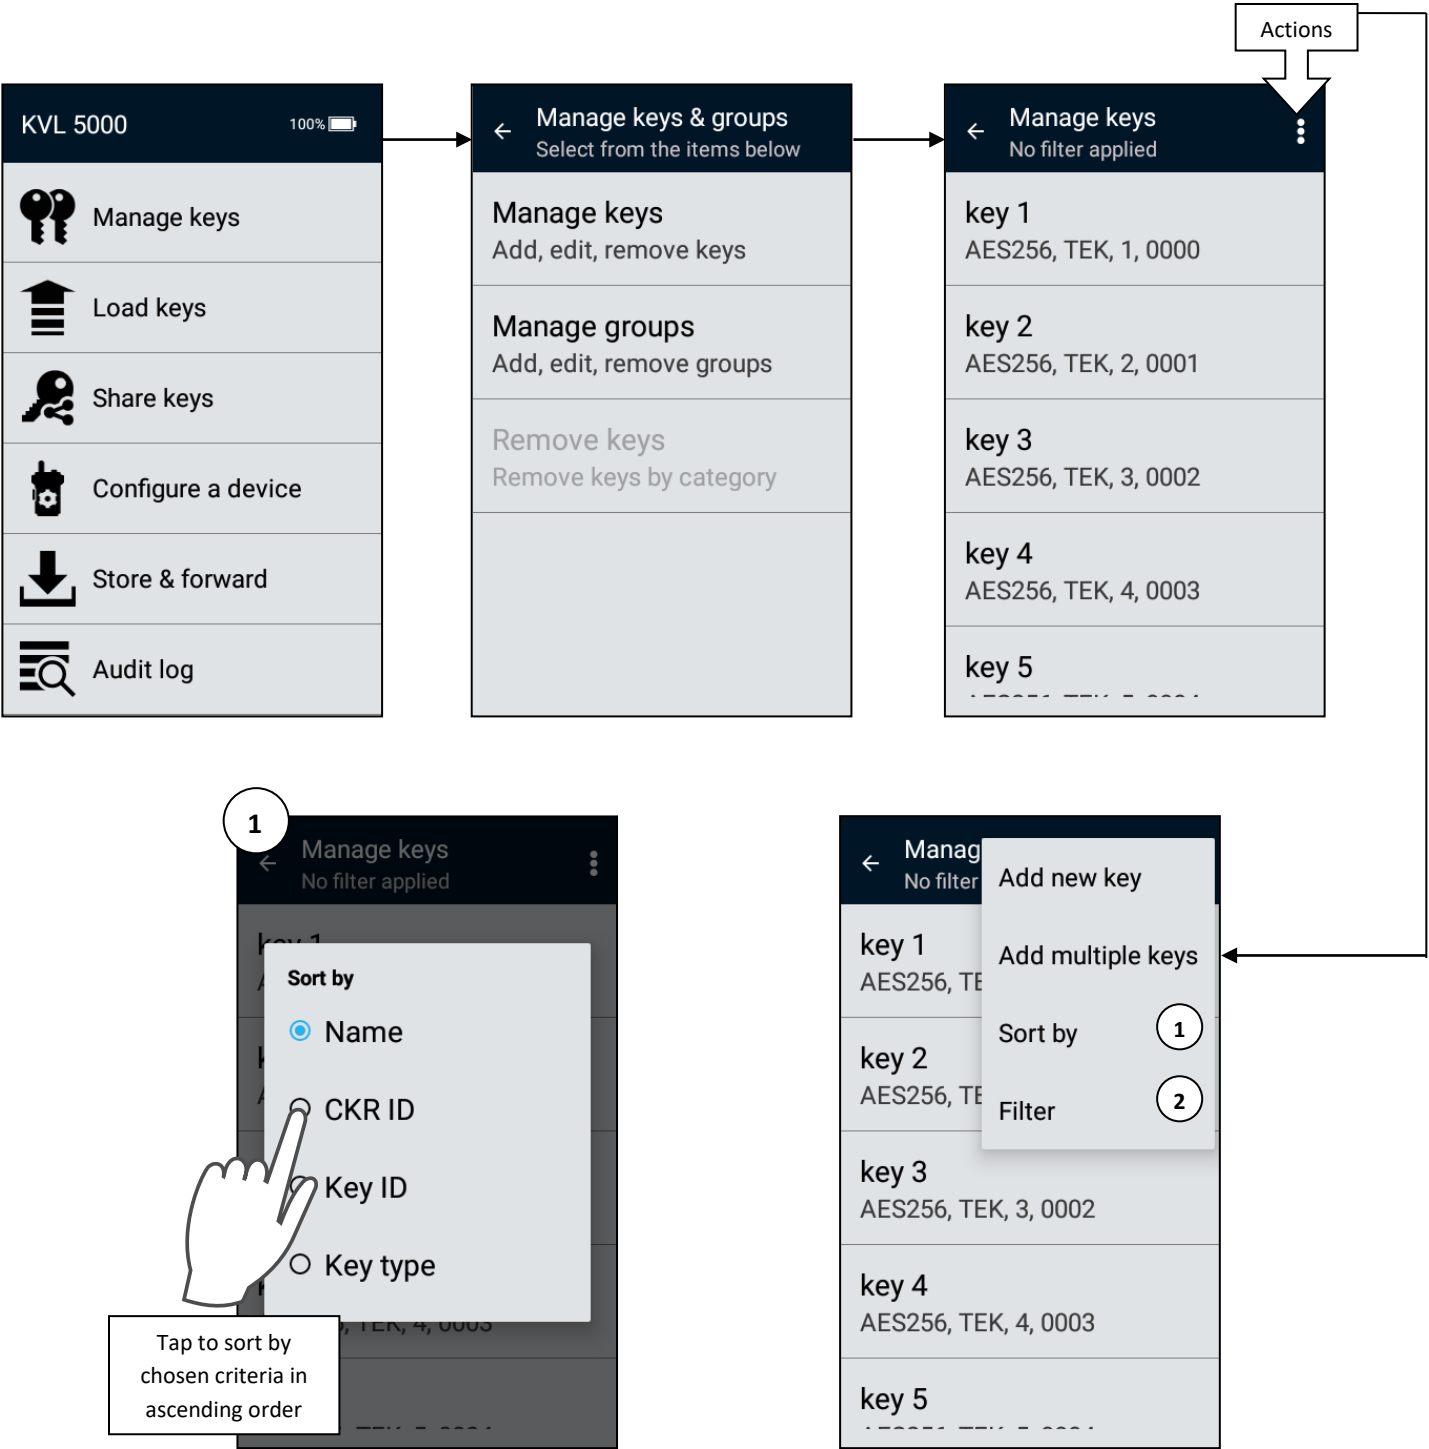 Actions
KVL 5000
100%
Manage keys
Load keys
Share keys
Configure a device
Store & forward
Audit log
Manage keys & groups
Select from the items below
Manage keys
Add, edit, remove keys
Manage groups
Add, edit, remove groups
Remove keys
Remove keys by category
Manage keys
No filter applied
key 1
AES256, TEK, 1, 0000
key 2
AES256, TEK, 2, 0001
key 3
AES256, TEK, 3, 0002
key 4
AES256, TEK, 4, 0003
key 5
1
Manage keys
No filter applied
key 1
Sort by
Name
CKR ID
Key ID
Key type
TEK, 4, 0003
Tap to sort by
chosen criteria in
ascending order
Manag
No filter
Add new key
Add multiple keys
Sort by
1
Filter
2
key 1
AES256, TE
key 2
AES256, TE
key 3
AES256, TEK, 3, 0002
key 4
AES256, TEK, 4, 0003
key 5